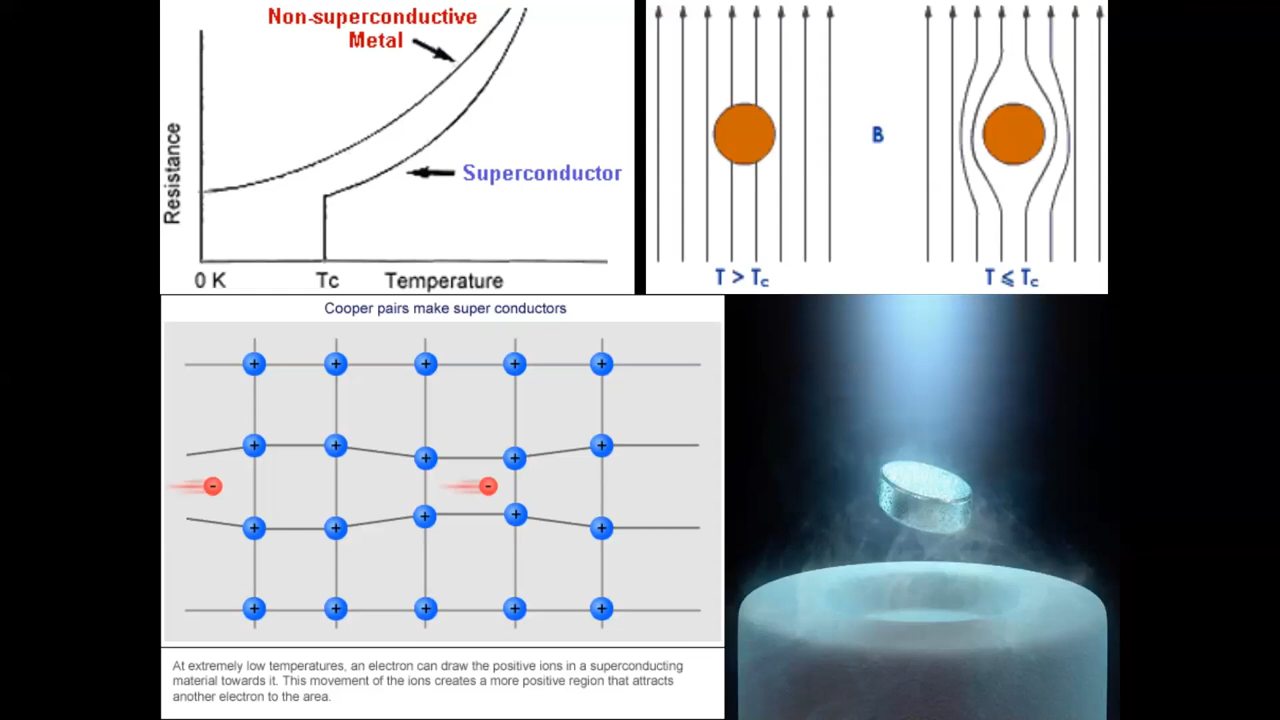 Non-superconductive
Metal
Resistance
Superconductor
0 K
Tc
Temperature
B
T > Tc
T ⩽ Tc
Cooper pairs make super conductors
+ + + + +
+ + + + +
- -
+ + + + +
+ + + + +
At extremely low temperatures, an electron can draw the positive ions in a superconducting
material towards it. This movement of the ions creates a more positive region that attracts
another electron to the area.